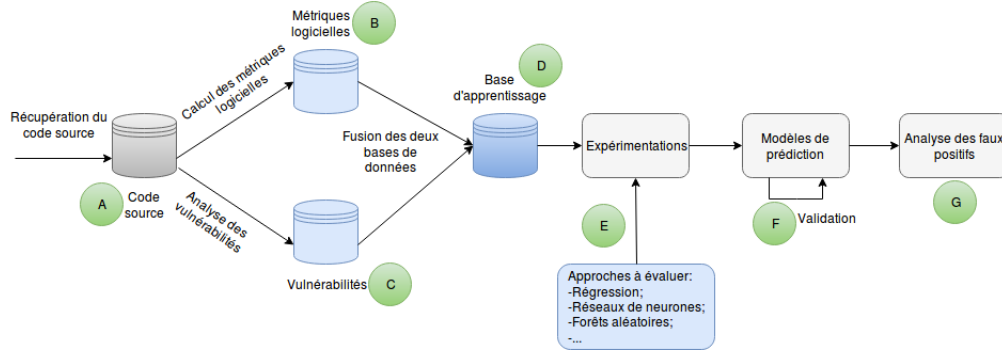 Récupération du
code source
A
Code
source
Calcul des métriques
logicielles
Analyse des
vulnérabilités
Métriques
logicielles
B
Vulnérabilités
C
Fusion des deux
bases de
données
D
Base
d'apprentissage
Expérimentations
E
Approches à évaluer:
-Régression;
-Réseaux de neurones;
-Forêts aléatoires;
-...
Modèles de
prédiction
F
Validation
Analyse des faux
positifs
G